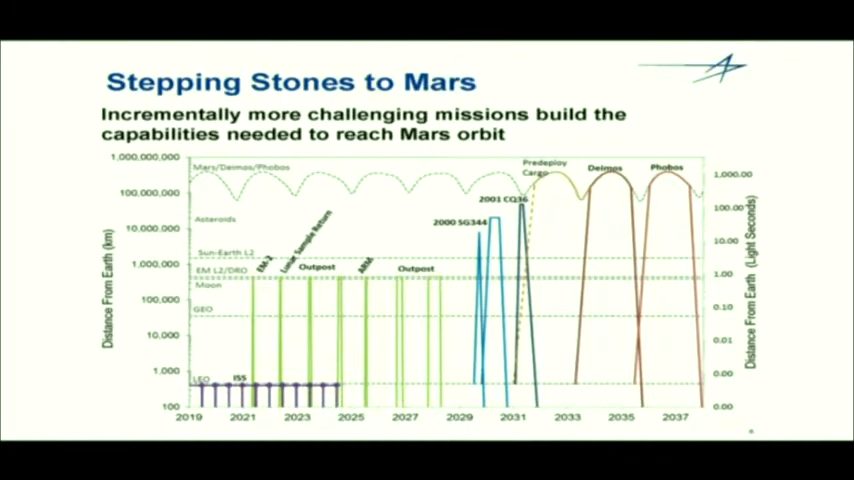 Stepping Stones to Mars
Incrementally more challenging missions build the
capabilities needed to reach Mars orbit
1,000,000,000
100,000,000
10,000,000
1,000,000
100,000
10,000
1,000
100
Distance From Earth (km)
Mars/Deimos/Phobos
Asteroids
Sun-Earth L2
EM L2/DRO
Moon
GEO
LEO
ISS
EM-2
Lunar Sample Return
Outpost
ARM
Outpost
2000 SG344
2001 CQ36
Predeploy
Cargo
Deimos
Phobos
1,000.00
100.00
10.00
1.00
0.10
0.01
0.00
0.00
Distance From Earth (Light Seconds)
2019 2021 2023 2025 2027 2029 2031 2033 2035 2037